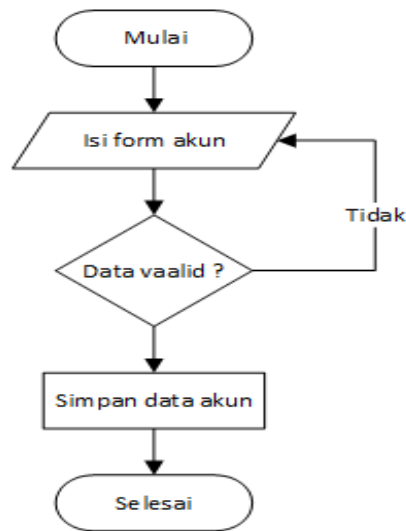 Mulai
Isi form akun
Tidak
Data vaalid ?
Simpan data akun
Selesai